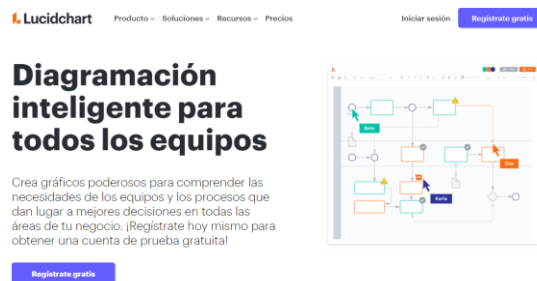 Lucidchart Producto Soluciones Recursos Precios Iniciar sesión Regístrate gratis
Diagramación
inteligente para
todos los equipos
Crea gráficos poderosos para comprender las
necesidades de los equipos y los procesos que
dan lugar a mejores decisiones en todas las
áreas de tu negocio. ¡Regístrate hoy mismo para
obtener una cuenta de prueba gratuita!
Regístrate gratis
Karla